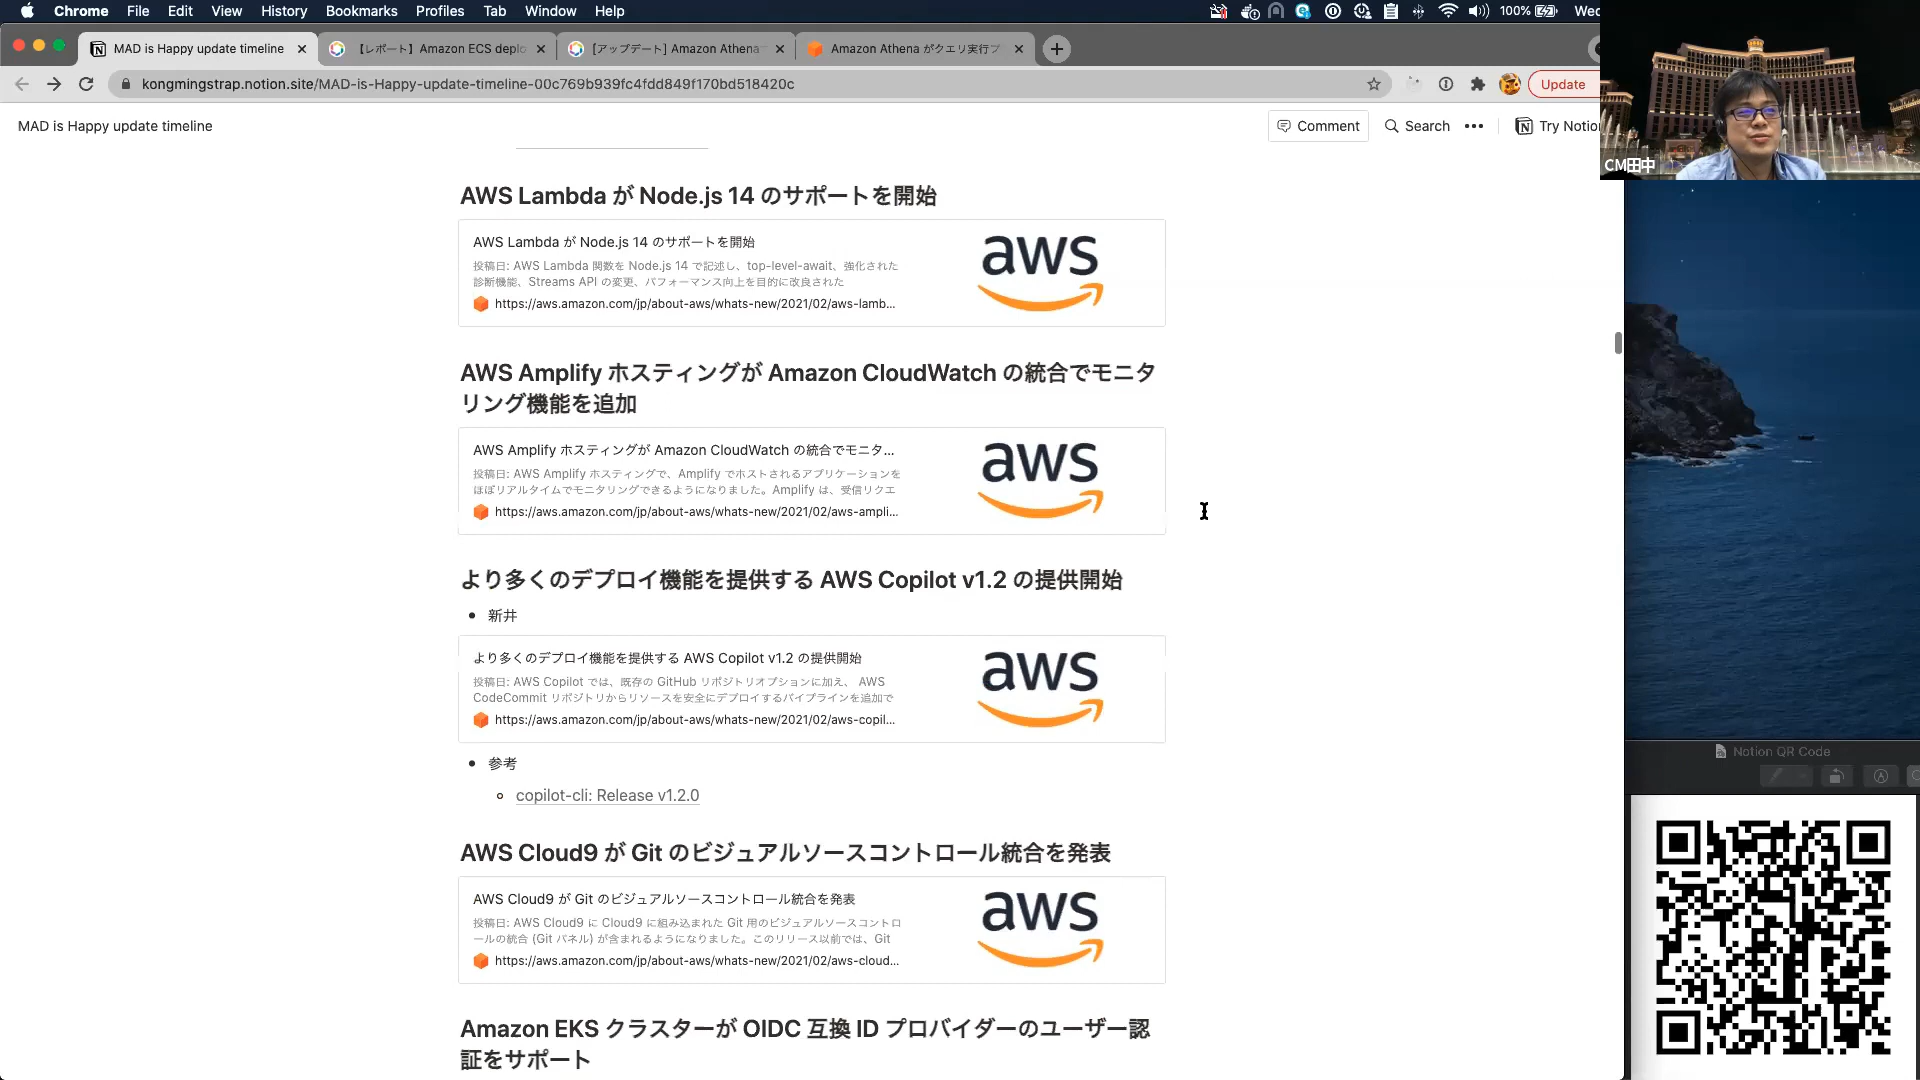 Chrome File Edit View History Bookmarks Profiles Tab Window Help
100%
MAD is Happy update timeline
【レポート】Amazon ECS deplo
[アップデート] Amazon Athena
Amazon Athena がクエリ実行プ
kongmingstrap.notion.site/MAD-is-Happy-update-timeline-00c769b939fc4fdd849f170bd518420c
Update
MAD is Happy update timeline
Comment
Search
Try Notion
CM田中
AWS Lambda が Node.js 14 のサポートを開始
AWS Lambda が Node.js 14 のサポートを開始
投稿日: AWS Lambda 関数を Node.js 14 で記述し、top-level-await、強化された
診断機能、Streams API の変更、パフォーマンス向上を目的に改良された
https://aws.amazon.com/jp/about-aws/whats-new/2021/02/aws-lamb...
aws
AWS Amplify ホスティングが Amazon CloudWatch の統合でモニタ
リング機能を追加
AWS Amplify ホスティングが Amazon CloudWatch の統合でモニタ...
投稿日: AWS Amplify ホスティングで、Amplify でホストされるアプリケーションを
ほぼリアルタイムでモニタリングできるようになりました。Amplify は、受信リクエ
https://aws.amazon.com/jp/about-aws/whats-new/2021/02/aws-ampli...
aws
より多くのデプロイ機能を提供する AWS Copilot v1.2 の提供開始
• 新井
より多くのデプロイ機能を提供する AWS Copilot v1.2 の提供開始
投稿日: AWS Copilot では、既存の GitHub リポジトリオプションに加え、 AWS
CodeCommit リポジトリからリソースを安全にデプロイするパイプラインを追加で
https://aws.amazon.com/jp/about-aws/whats-new/2021/02/aws-copil...
aws
• 参考
copilot-cli: Release v1.2.0
AWS Cloud9 が Git のビジュアルソースコントロール統合を発表
AWS Cloud9 が Git のビジュアルソースコントロール統合を発表
投稿日: AWS Cloud9 に Cloud9 に組み込まれた Git 用のビジュアルソースコントロ
ールの統合 (Git パネル) が含まれるようになりました。このリリース以前では、Git
https://aws.amazon.com/jp/about-aws/whats-new/2021/02/aws-cloud...
aws
Amazon EKS クラスターが OIDC 互換 ID プロバイダーのユーザー認
証をサポート
Notion QR Code